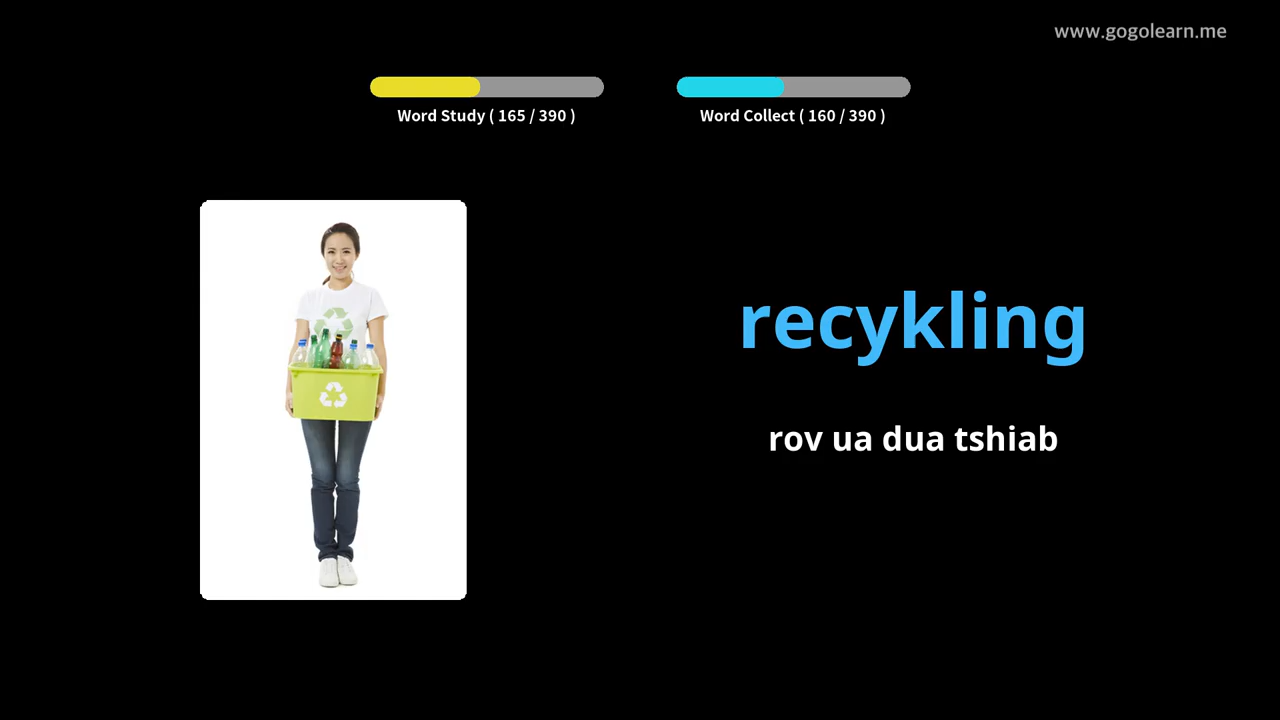 www.gogolearn.me
Word Study ( 165 / 390 )
Word Collect ( 160 / 390 )
recykling
rov ua dua tshiab